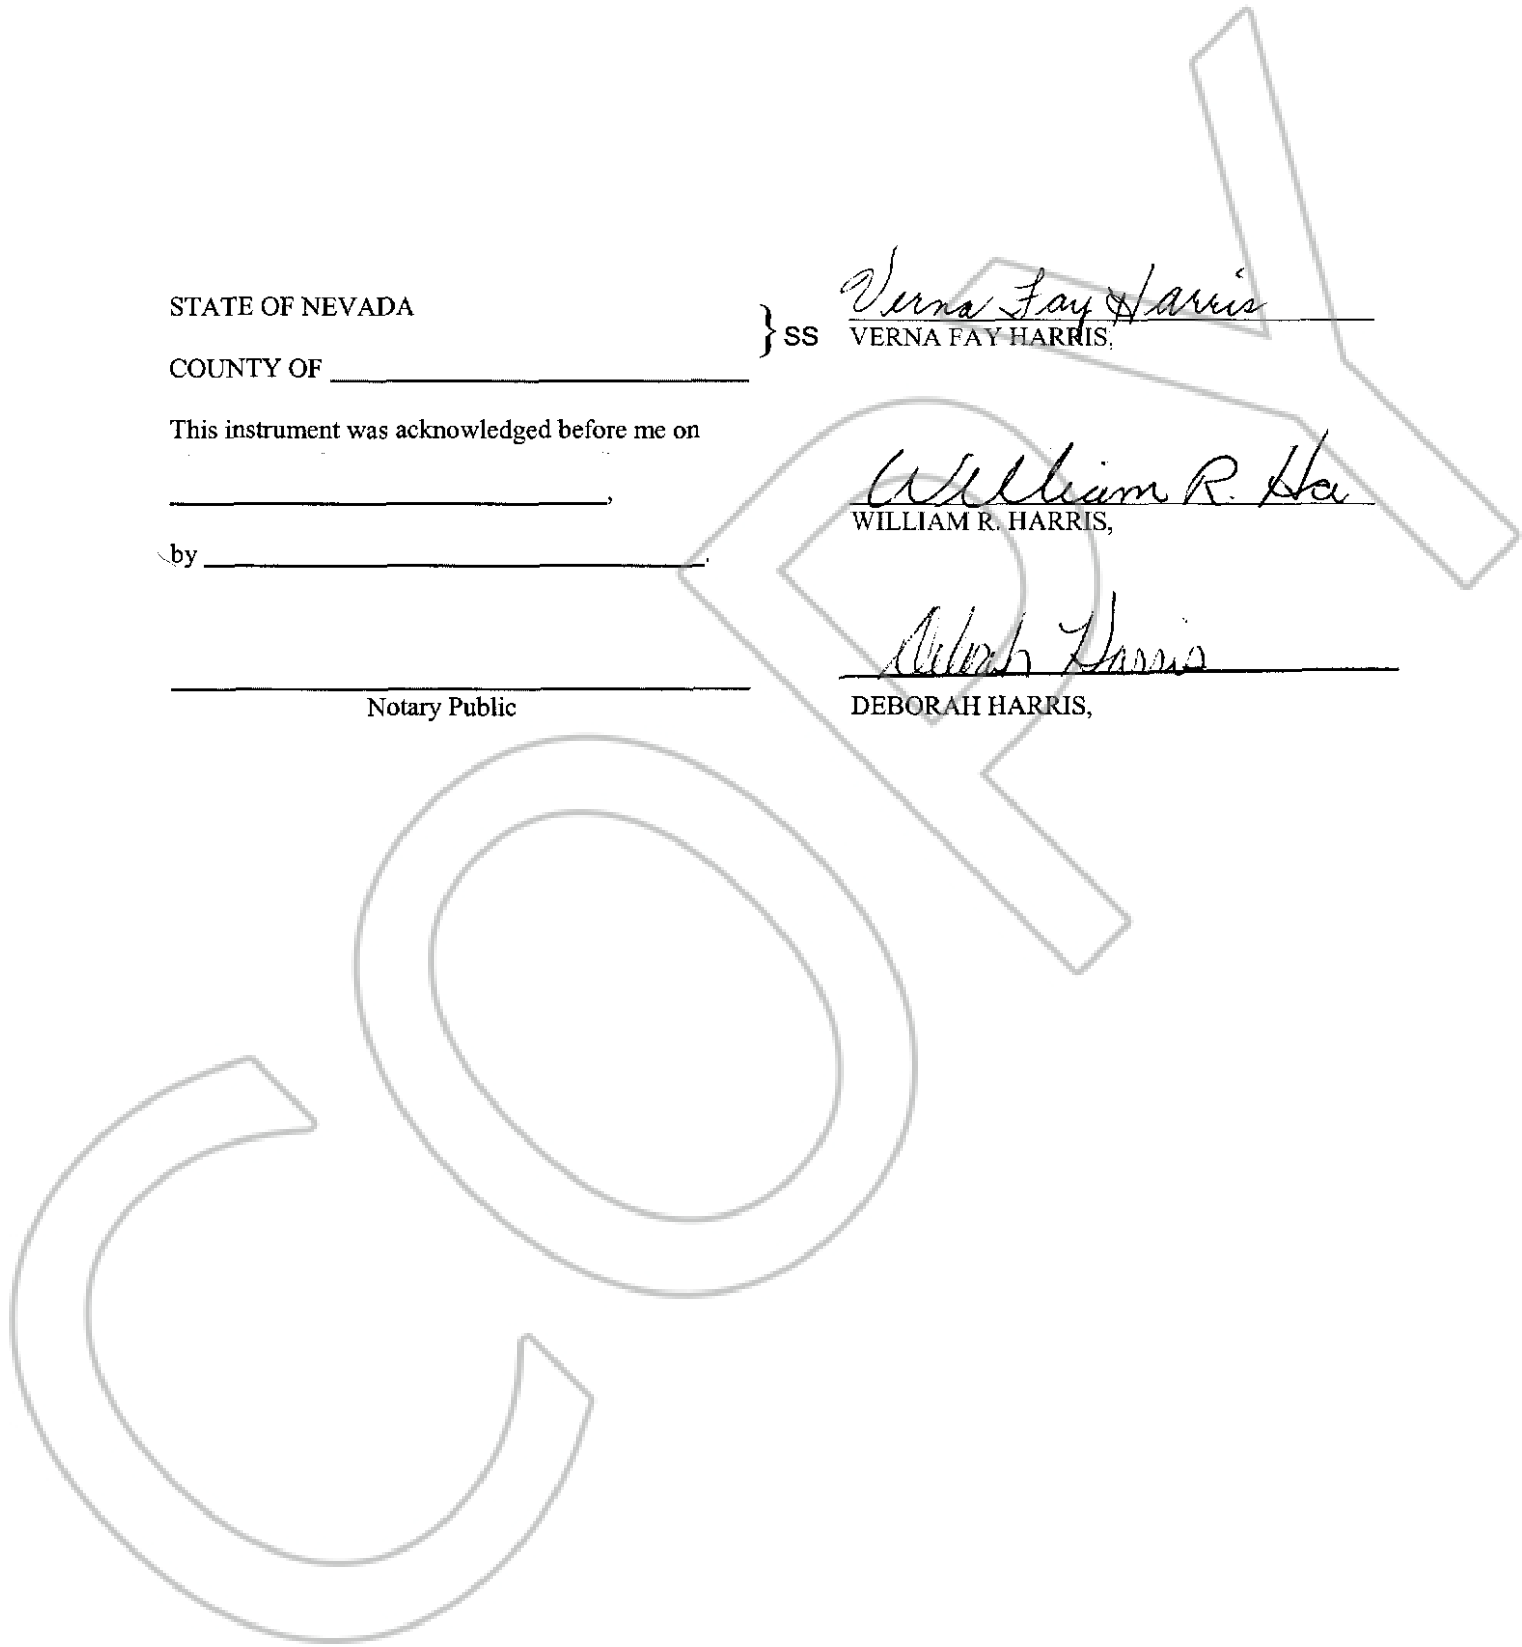 STATE OF NEVADA
COUNTY OF
} SS
This instrument was acknowledged before me on
,
by .
Notary Public
Verna Fay Harris
VERNA FAY HARRIS,
William R. Ha
WILLIAM R. HARRIS,
Deborah Harris
DEBORAH HARRIS,
COPY